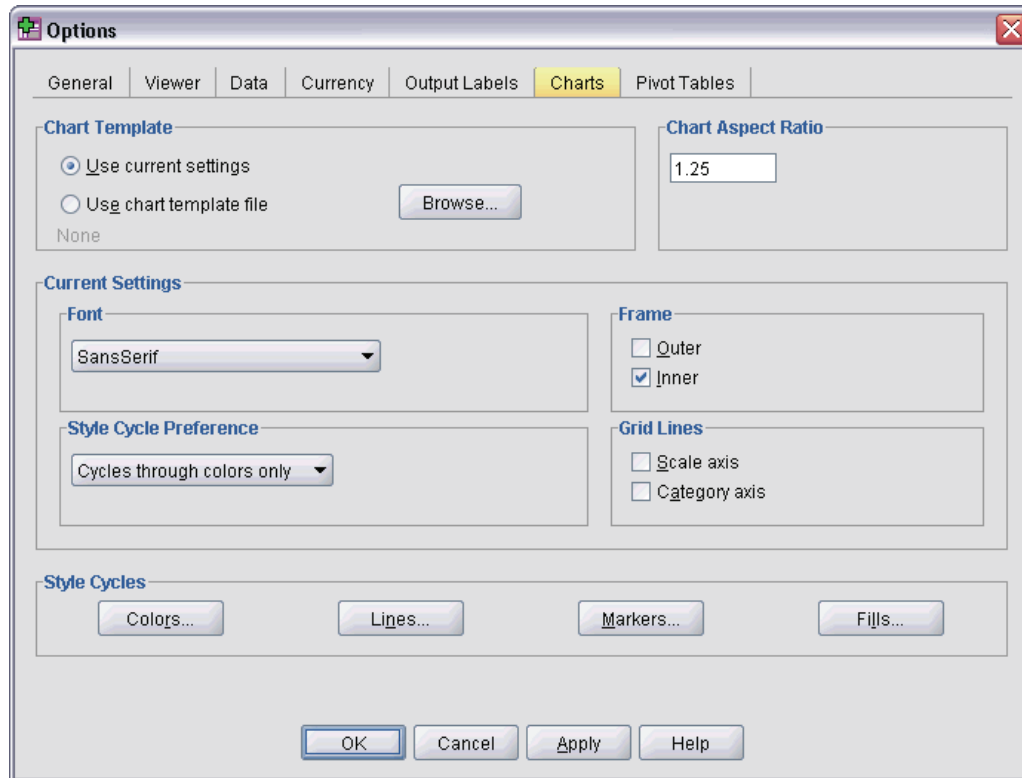 Options
General Viewer Data Currency Output Labels Charts Pivot Tables
Chart Template
Use current settings
Use chart template file
Browse...
None
Chart Aspect Ratio
1.25
Current Settings
Font
SansSerif
Frame
Outer
Inner
Style Cycle Preference
Cycles through colors only
Grid Lines
Scale axis
Category axis
Style Cycles
Colors... Lines... Markers... Fills...
OK Cancel Apply Help